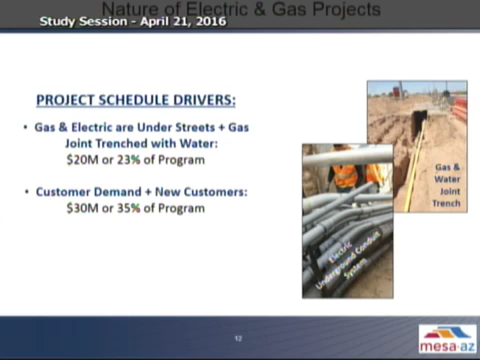 Nature of Electric & Gas Projects
Study Session - April 21, 2016
PROJECT SCHEDULE DRIVERS:
• Gas & Electric are Under Streets + Gas
Joint Trenched with Water:
$20M or 23% of Program
• Customer Demand + New Customers:
$30M or 35% of Program
Gas &
Water
Joint
Trench
Electric
Underground Conduit
System
12
mesa·az